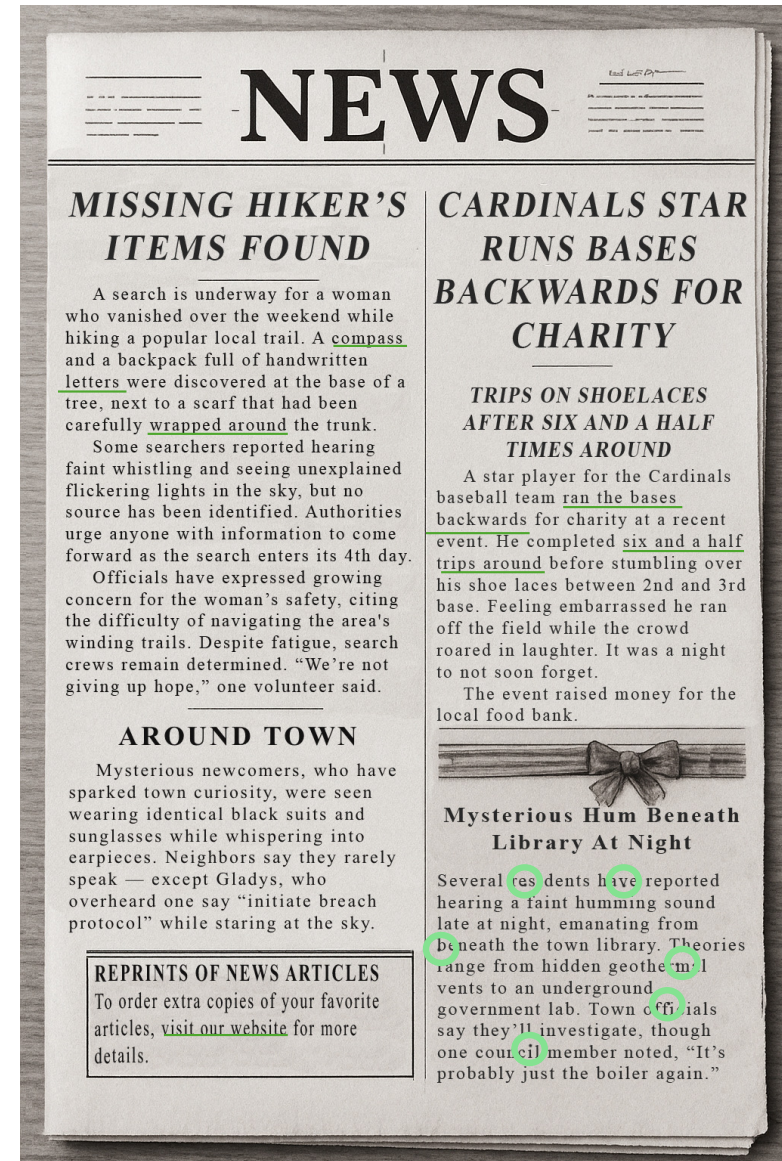 NEWS
MISSING HIKER’S
ITEMS FOUND
A search is underway for a woman
who vanished over the weekend while
hiking a popular local trail. A compass
and a backpack full of handwritten
letters were discovered at the base of a
tree, next to a scarf that had been
carefully wrapped around the trunk.
Some searchers reported hearing
faint whistling and seeing unexplained
flickering lights in the sky, but no
source has been identified. Authorities
urge anyone with information to come
forward as the search enters its 4th day.
Officials have expressed growing
concern for the woman’s safety, citing
the difficulty of navigating the area's
winding trails. Despite fatigue, search
crews remain determined. “We’re not
giving up hope,” one volunteer said.
AROUND TOWN
Mysterious newcomers, who have
sparked town curiosity, were seen
wearing identical black suits and
sunglasses while whispering into
earpieces. Neighbors say they rarely
speak — except Gladys, who
overheard one say “initiate breach
protocol” while staring at the sky.
REPRINTS OF NEWS ARTICLES
To order extra copies of your favorite
articles, visit our website for more
details.
CARDINALS STAR
RUNS BASES
BACKWARDS FOR
CHARITY
TRIPS ON SHOELACES
AFTER SIX AND A HALF
TIMES AROUND
A star player for the Cardinals
baseball team ran the bases
backwards for charity at a recent
event. He completed six and a half
trips around before stumbling over
his shoe laces between 2nd and 3rd
base. Feeling embarrassed he ran
off the field while the crowd
roared in laughter. It was a night
to not soon forget.
The event raised money for the
local food bank.
Mysterious Hum Beneath
Library At Night
Several residents have reported
hearing a faint humming sound
late at night, emanating from
beneath the town library. Theories
range from hidden geothermal
vents to an underground
government lab. Town officials
say they’ll investigate, though
one council member noted, “It’s
probably just the boiler again.”